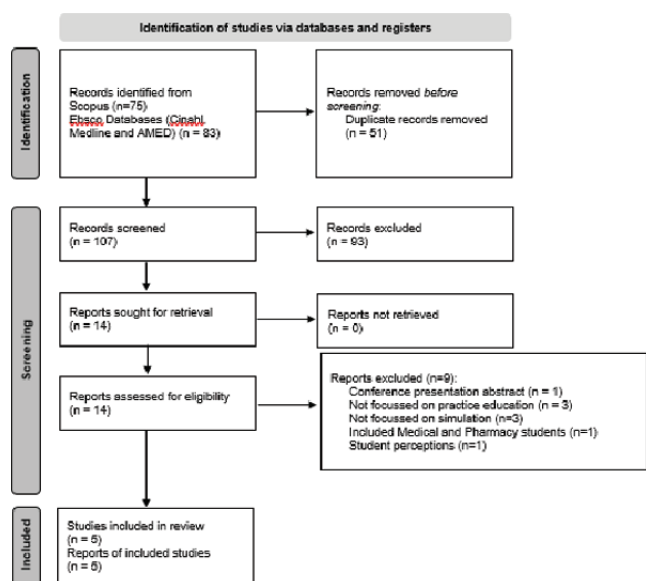 Identification of studies via databases and registers
Identification
Records identified from
Scopus (n=75)
Ebsco Databases (Cinahl
Medline and AMED) (n = 83)
Records removed before
screening:
Duplicate records removed
(n = 51)
Screening
Records screened
(n = 107)
Records excluded
(n = 93)
Reports sought for retrieval
(n = 14)
Reports not retrieved
(n = 0)
Reports assessed for eligibility
(n = 14)
Reports excluded (n=9):
Conference presentation abstract (n = 1)
Not focussed on practice education (n = 3)
Not focussed on simulation (n=3)
Included Medical and Pharmacy students (n=1)
Student perceptions (n=1)
Included
Studies included in review
(n = 5)
Reports of included studies
(n = 5)